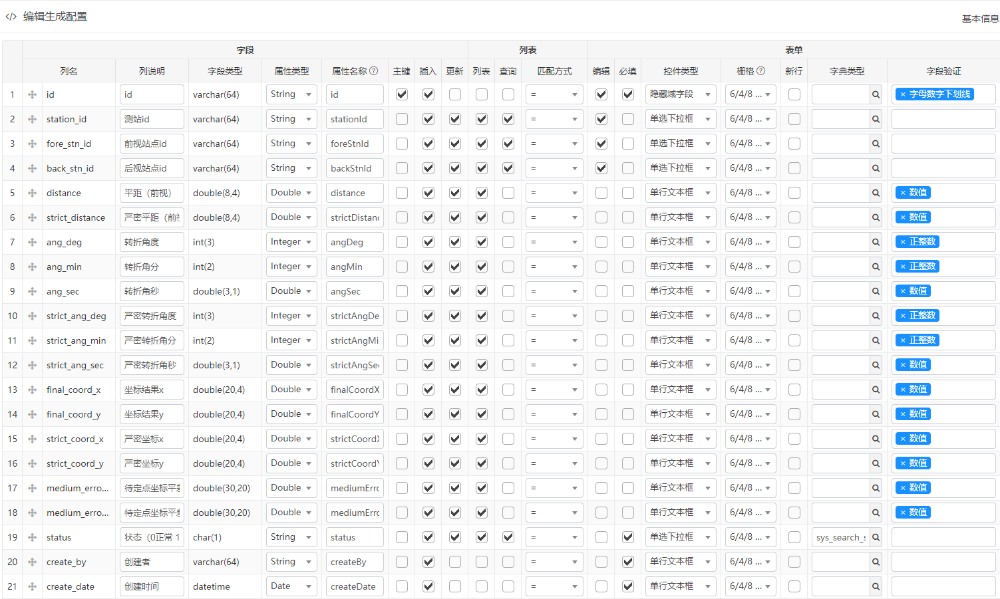 </> 编辑生成配置
基本信息
字段 列表 表单
列名 列说明 字段类型 属性类型 属性名称 主键 插入 更新 列表 查询 匹配方式 编辑 必填 控件类型 栅格 新行 字典类型 字段验证
1 id id varchar(64) String id = 隐藏域字段 6/4/8 ... × 字母数字下划线
2 station_id 测站id varchar(64) String stationId = 单选下拉框 6/4/8 ...
3 fore_stn_id 前视站点id varchar(64) String foreStnId = 单选下拉框 6/4/8 ...
4 back_stn_id 后视站点id varchar(64) String backStnId = 单选下拉框 6/4/8 ...
5 distance 平距（前视） double(8,4) Double distance = 单行文本框 6/4/8 ... × 数值
6 strict_distance 严密平距（前视 double(8,4) Double strictDistanc = 单行文本框 6/4/8 ... × 数值
7 ang_deg 转折角度 int(3) Integer angDeg = 单行文本框 6/4/8 ... × 正整数
8 ang_min 转折角分 int(2) Integer angMin = 单行文本框 6/4/8 ... × 正整数
9 ang_sec 转折角秒 double(3,1) Double angSec = 单行文本框 6/4/8 ... × 数值
10 strict_ang_deg 严密转折角度 int(3) Integer strictAngDe = 单行文本框 6/4/8 ... × 正整数
11 strict_ang_min 严密转折角分 int(2) Integer strictAngMi = 单行文本框 6/4/8 ... × 正整数
12 strict_ang_sec 严密转折角秒 double(3,1) Double strictAngSe = 单行文本框 6/4/8 ... × 数值
13 final_coord_x 坐标结果x double(20,4) Double finalCoordX = 单行文本框 6/4/8 ... × 数值
14 final_coord_y 坐标结果y double(20,4) Double finalCoordY = 单行文本框 6/4/8 ... × 数值
15 strict_coord_x 严密坐标x double(20,4) Double strictCoordX = 单行文本框 6/4/8 ... × 数值
16 strict_coord_y 严密坐标y double(20,4) Double strictCoordY = 单行文本框 6/4/8 ... × 数值
17 medium_erro... 待定点坐标平差 double(30,20) Double mediumErro = 单行文本框 6/4/8 ... × 数值
18 medium_erro... 待定点坐标平差 double(30,20) Double mediumErro = 单行文本框 6/4/8 ... × 数值
19 status 状态（0正常 1 char(1) String status = 单选下拉框 6/4/8 ... sys_search_s
20 create_by 创建者 varchar(64) String createBy = 单行文本框 6/4/8 ...
21 create_date 创建时间 datetime Date createDate = 单行文本框 6/4/8 ...